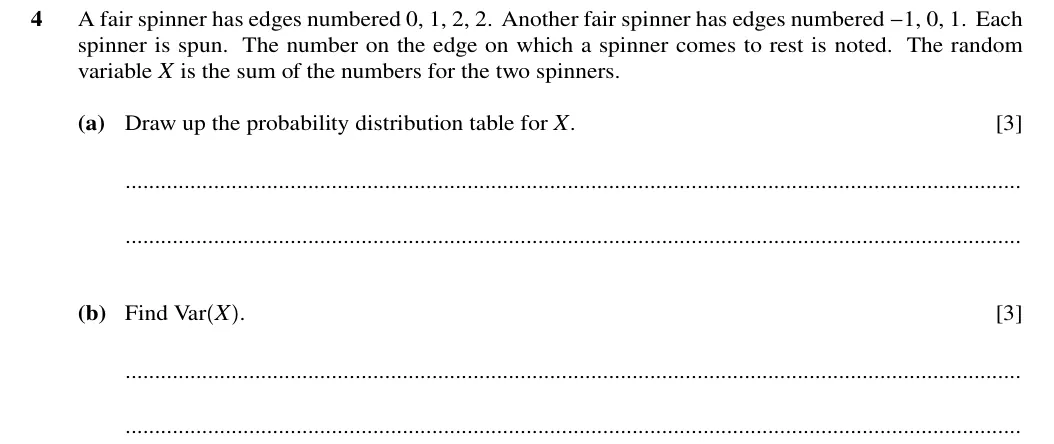 4 A fair spinner has edges numbered 0, 1, 2, 2. Another fair spinner has edges numbered −1, 0, 1. Each
spinner is spun. The number on the edge on which a spinner comes to rest is noted. The random
variable X is the sum of the numbers for the two spinners.
(a) Draw up the probability distribution table for X. [3]
(b) Find Var(X). [3]